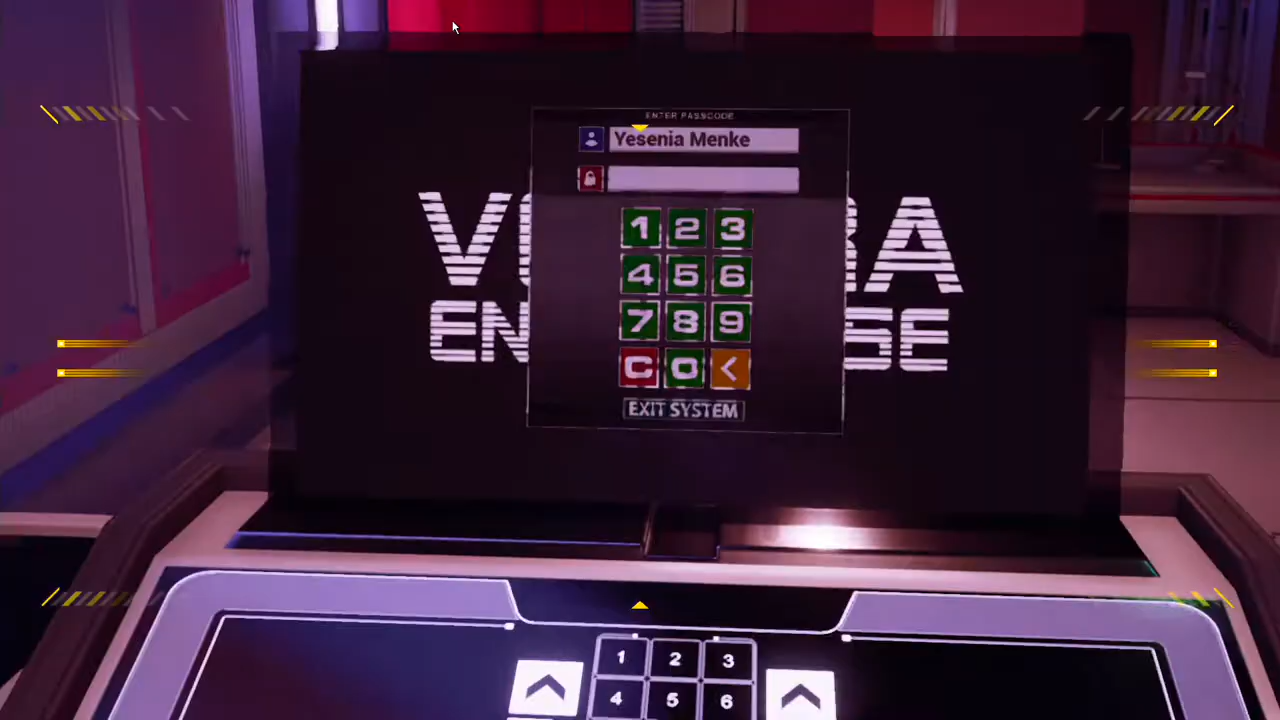 ENTER PASSCODE
Yesenia Menke
1 2 3
4 5 6
7 8 9
C 0 <
EXIT SYSTEM
1 2 3
4 5 6